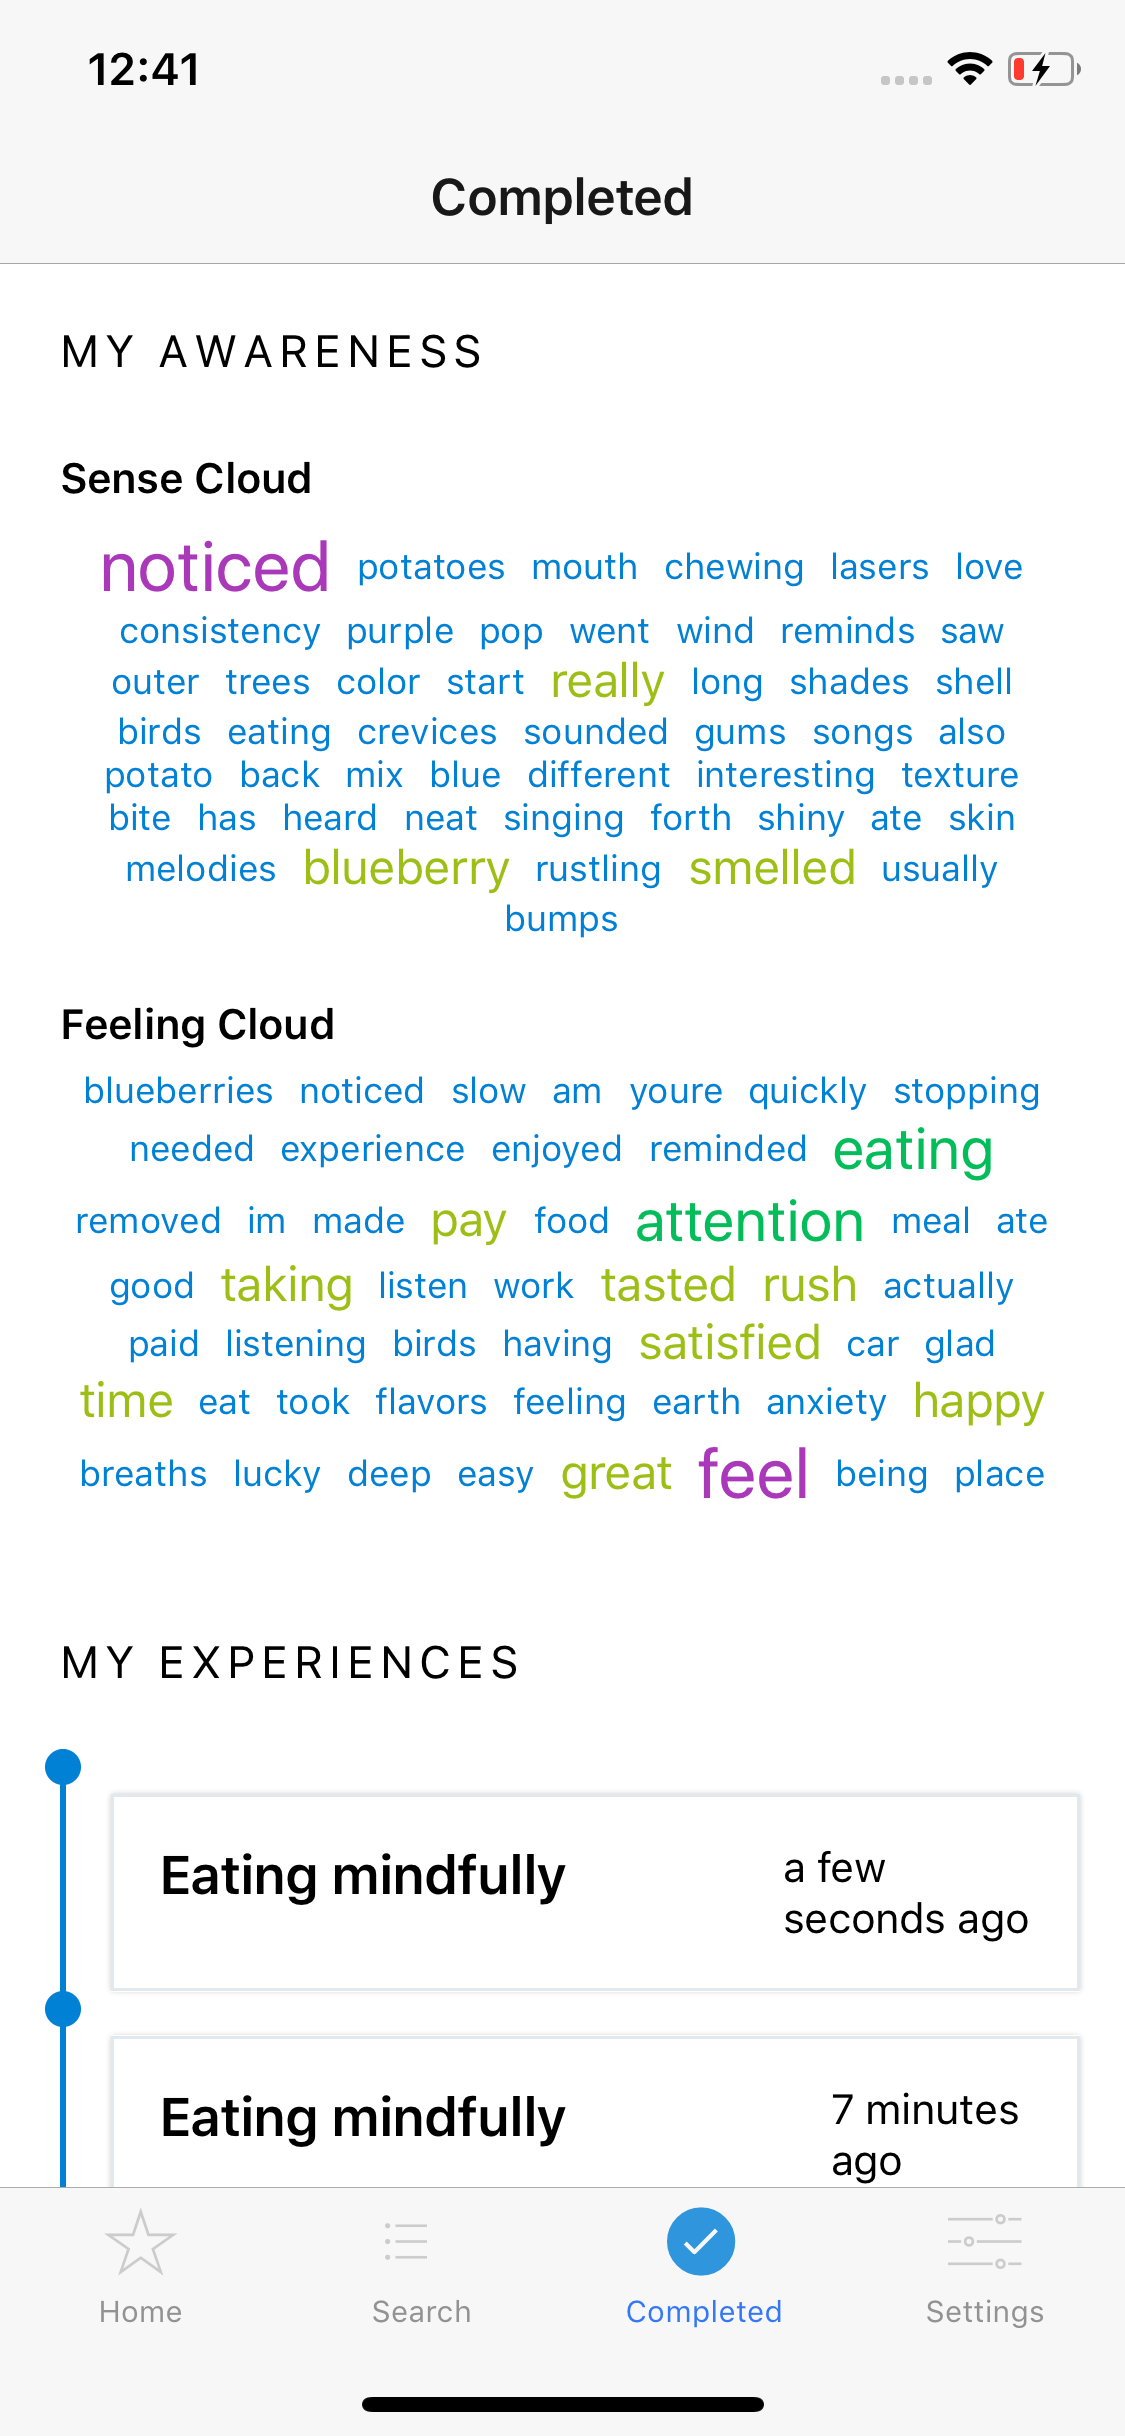 12:41
Completed
MY AWARENESS
Sense Cloud
noticed potatoes mouth chewing lasers love
consistency purple pop went wind reminds saw
outer trees color start really long shades shell
birds eating crevices sounded gums songs also
potato back mix blue different interesting texture
bite has heard neat singing forth shiny ate skin
melodies blueberry rustling smelled usually
bumps
Feeling Cloud
blueberries noticed slow am youre quickly stopping
needed experience enjoyed reminded eating
removed im made pay food attention meal ate
good taking listen work tasted rush actually
paid listening birds having satisfied car glad
time eat took flavors feeling earth anxiety happy
breaths lucky deep easy great feel being place
MY EXPERIENCES
Eating mindfully
a few
seconds ago
Eating mindfully
7 minutes
ago
Home
Search
Completed
Settings